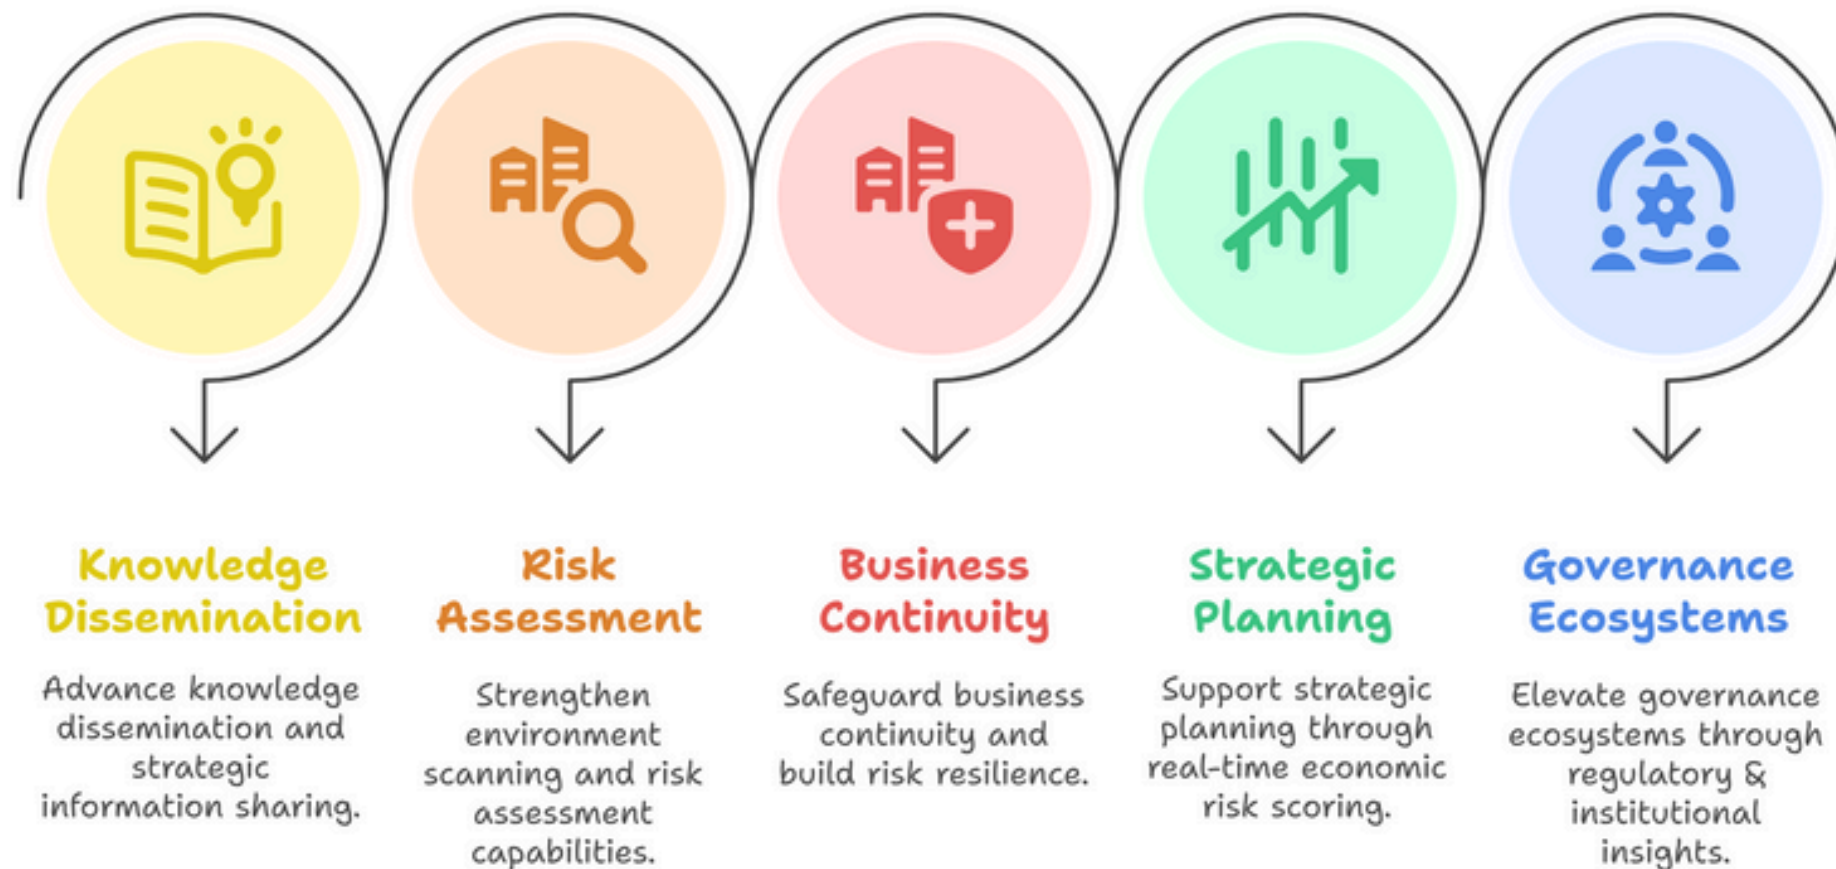 Knowledge
Dissemination
Advance knowledge
dissemination and
strategic
information sharing.
Risk
Assessment
Strengthen
environment
scanning and risk
assessment
capabilities.
Business
Continuity
Safeguard business
continuity and
build risk resilience.
Strategic
Planning
Support strategic
planning through
real-time economic
risk scoring.
Governance
Ecosystems
Elevate governance
ecosystems through
regulatory &
institutional
insights.